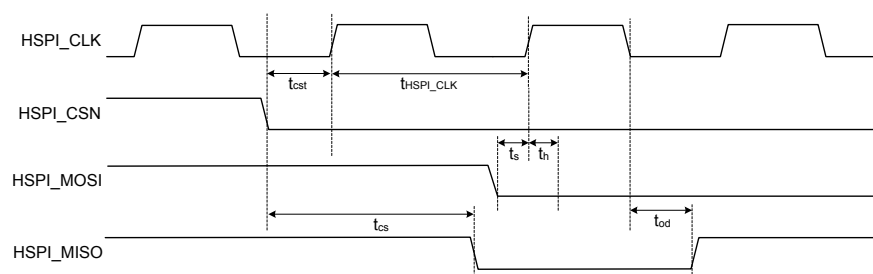 HSPI_CLK
tcst
tHSPI_CLK
HSPI_CSN
ts
th
HSPI_MOSI
tcs
tod
HSPI_MISO